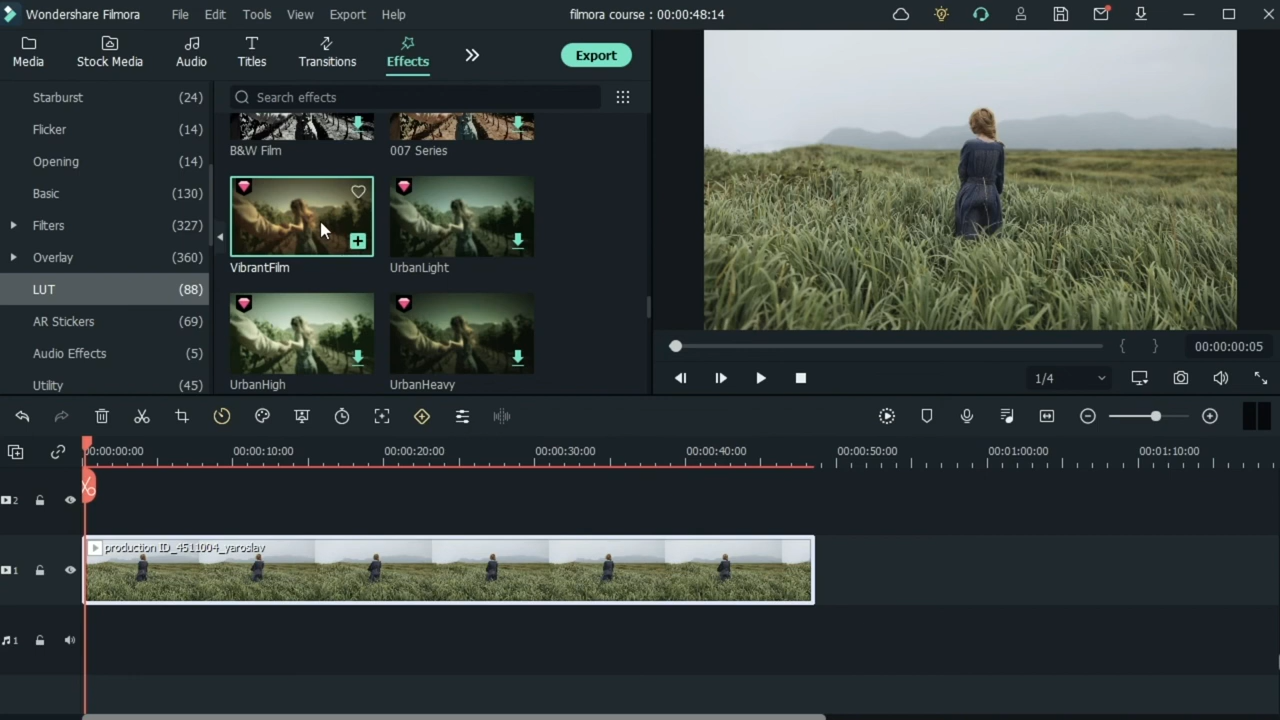 Wondershare Filmora File Edit Tools View Export Help filmora course : 00:00:48:14
Media Stock Media Audio Titles Transitions Effects Export
Starburst (24)
Flicker (14)
Opening (14)
Basic (130)
Filters (327)
Overlay (360)
LUT (88)
AR Stickers (69)
Audio Effects (5)
Utility (45)
Search effects
B&W Film 007 Series
VibrantFilm UrbanLight
UrbanHigh UrbanHeavy
00:00:00:05
1/4
00:00:00:00 00:00:10:00 00:00:20:00 00:00:30:00 00:00:40:00 00:00:50:00 00:01:00:00 00:01:10:00
2
1 production ID_4511004_yaroslav
1